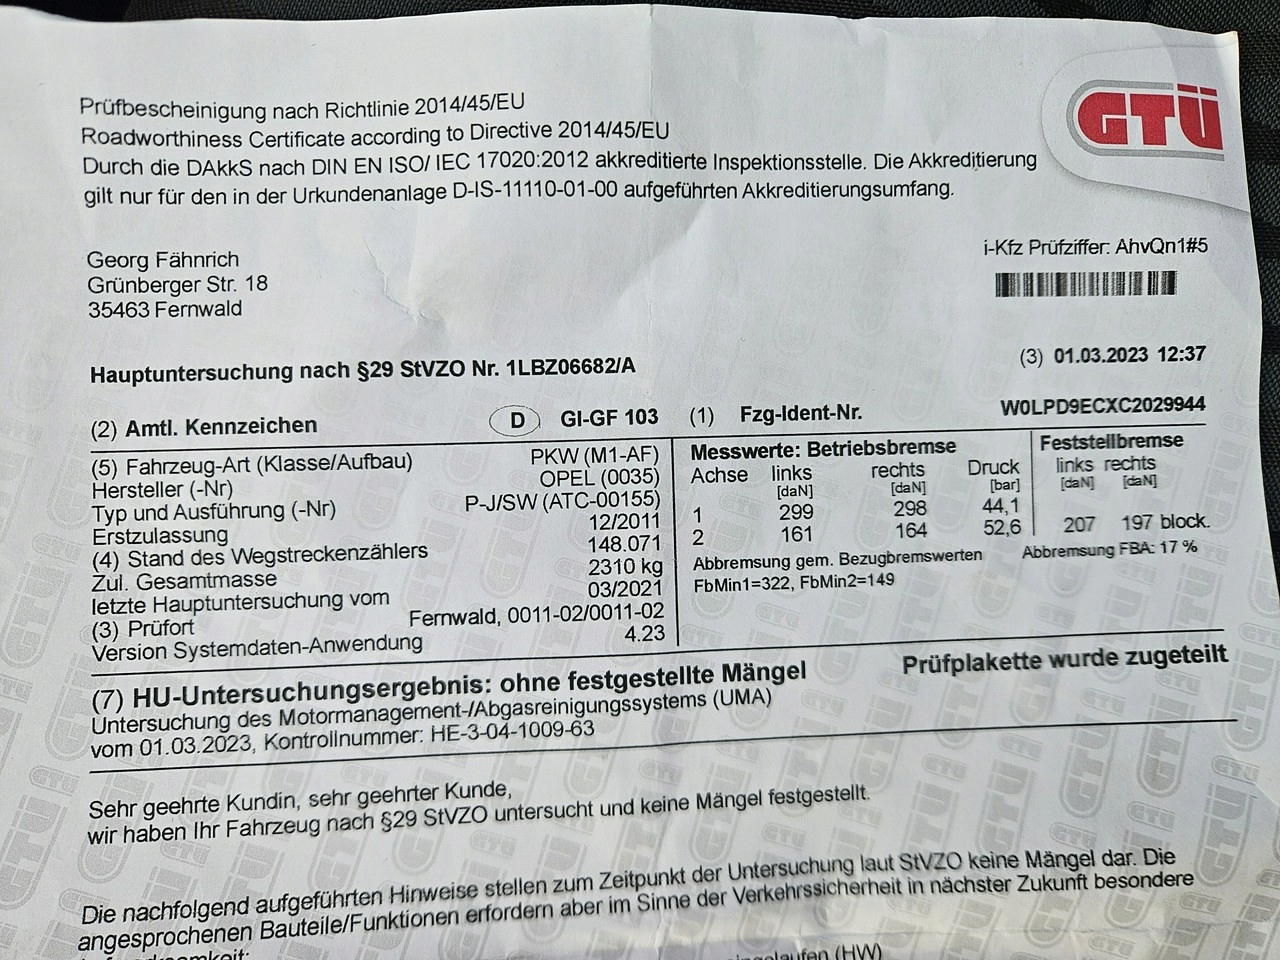 GTÜ
Prüfbescheinigung nach Richtlinie 2014/45/EU
Roadworthiness Certificate according to Directive 2014/45/EU
Durch die DAkkS nach DIN EN ISO/ IEC 17020:2012 akkreditierte Inspektionsstelle. Die Akkreditierung
gilt nur für den in der Urkundenanlage D-IS-11110-01-00 aufgeführten Akkreditierungsumfang.
Georg Fähnrich
Grünberger Str. 18
35463 Fernwald
i-Kfz Prüfziffer: AhvQn1#5
Hauptuntersuchung nach §29 StVZO Nr. 1LBZ06682/A
(3) 01.03.2023 12:37
(2) Amtl. Kennzeichen D GI-GF 103 (1) Fzg-Ident-Nr. W0LPD9ECXC2029944
(5) Fahrzeug-Art (Klasse/Aufbau) PKW (M1-AF)
Hersteller (-Nr) OPEL (0035)
Typ und Ausführung (-Nr) P-J/SW (ATC-00155)
Erstzulassung 12/2011
(4) Stand des Wegstreckenzählers 148.071
Zul. Gesamtmasse 2310 kg
letzte Hauptuntersuchung vom 03/2021
(3) Prüfort Fernwald, 0011-02/0011-02
Version Systemdaten-Anwendung 4.23
Messwerte: Betriebsbremse Feststellbremse
Achse links rechts Druck links rechts
[daN] [daN] [bar] [daN] [daN]
1 299 298 44,1
2 161 164 52,6 207 197 block.
Abbremsung gem. Bezugbremswerten Abbremsung FBA: 17 %
FbMin1=322, FbMin2=149
(7) HU-Untersuchungsergebnis: ohne festgestellte Mängel Prüfplakette wurde zugeteilt
Untersuchung des Motormanagement-/Abgasreinigungssystems (UMA)
vom 01.03.2023, Kontrollnummer: HE-3-04-1009-63
Sehr geehrte Kundin, sehr geehrter Kunde,
wir haben Ihr Fahrzeug nach §29 StVZO untersucht und keine Mängel festgestellt.
Die nachfolgend aufgeführten Hinweise stellen zum Zeitpunkt der Untersuchung laut StVZO keine Mängel dar. Die
angesprochenen Bauteile/Funktionen erfordern aber im Sinne der Verkehrssicherheit in nächster Zukunft besondere
(HW)